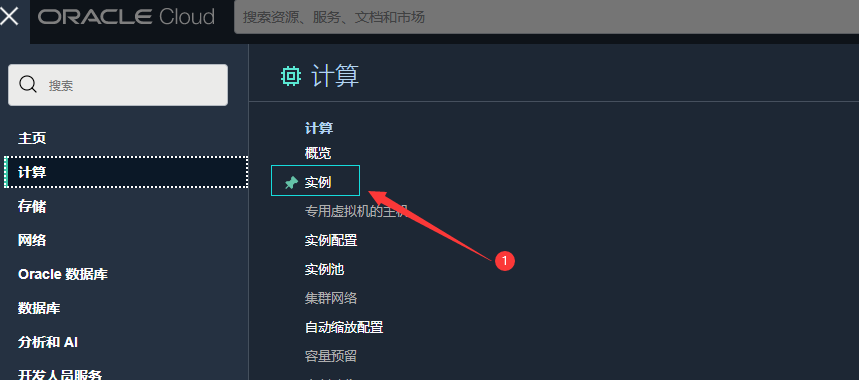 ORACLE Cloud
搜索资源、服务、文档和市场
搜索
主页
计算
存储
网络
Oracle 数据库
数据库
分析和 AI
开发人员服务
计算
计算
概览
实例
专用虚拟机的主机
实例配置
实例池
集群网络
自动缩放配置
容量预留
1